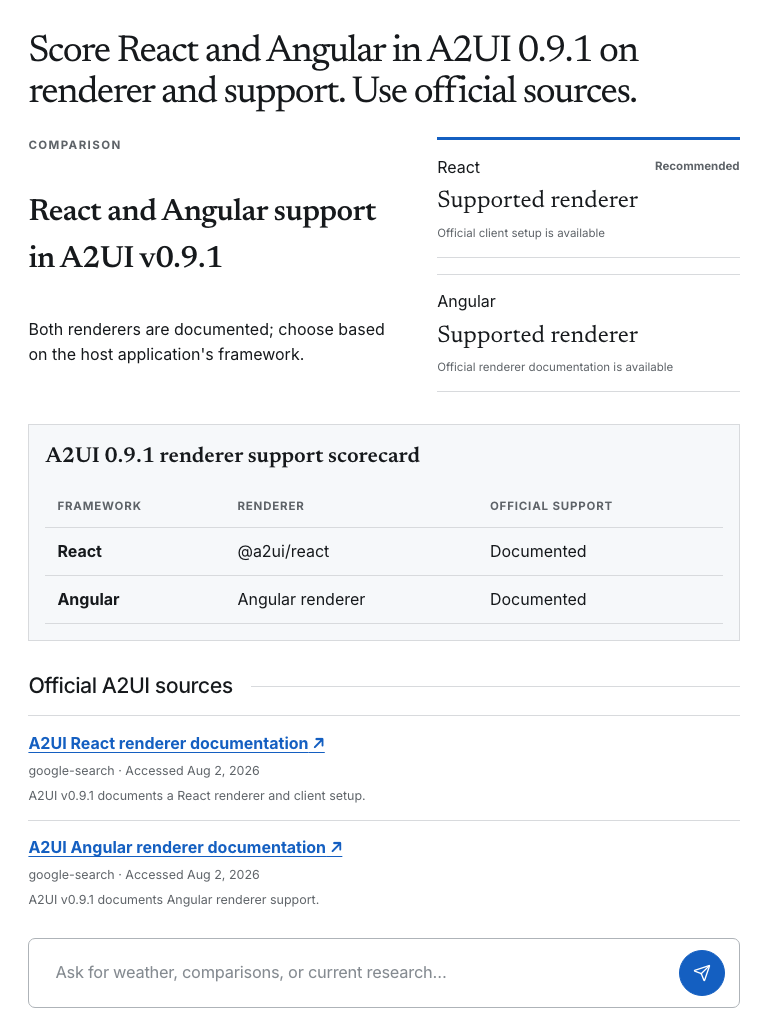 Score React and Angular in A2UI 0.9.1 on
renderer and support. Use official sources.
COMPARISON
React and Angular support
in A2UI v0.9.1
Both renderers are documented; choose based
on the host application's framework.
React Recommended
Supported renderer
Official client setup is available
Angular
Supported renderer
Official renderer documentation is available
A2UI 0.9.1 renderer support scorecard
FRAMEWORK RENDERER OFFICIAL SUPPORT
React @a2ui/react Documented
Angular Angular renderer Documented
Official A2UI sources
A2UI React renderer documentation ↗
google-search · Accessed Aug 2, 2026
A2UI v0.9.1 documents a React renderer and client setup.
A2UI Angular renderer documentation ↗
google-search · Accessed Aug 2, 2026
A2UI v0.9.1 documents Angular renderer support.
Ask for weather, comparisons, or current research...